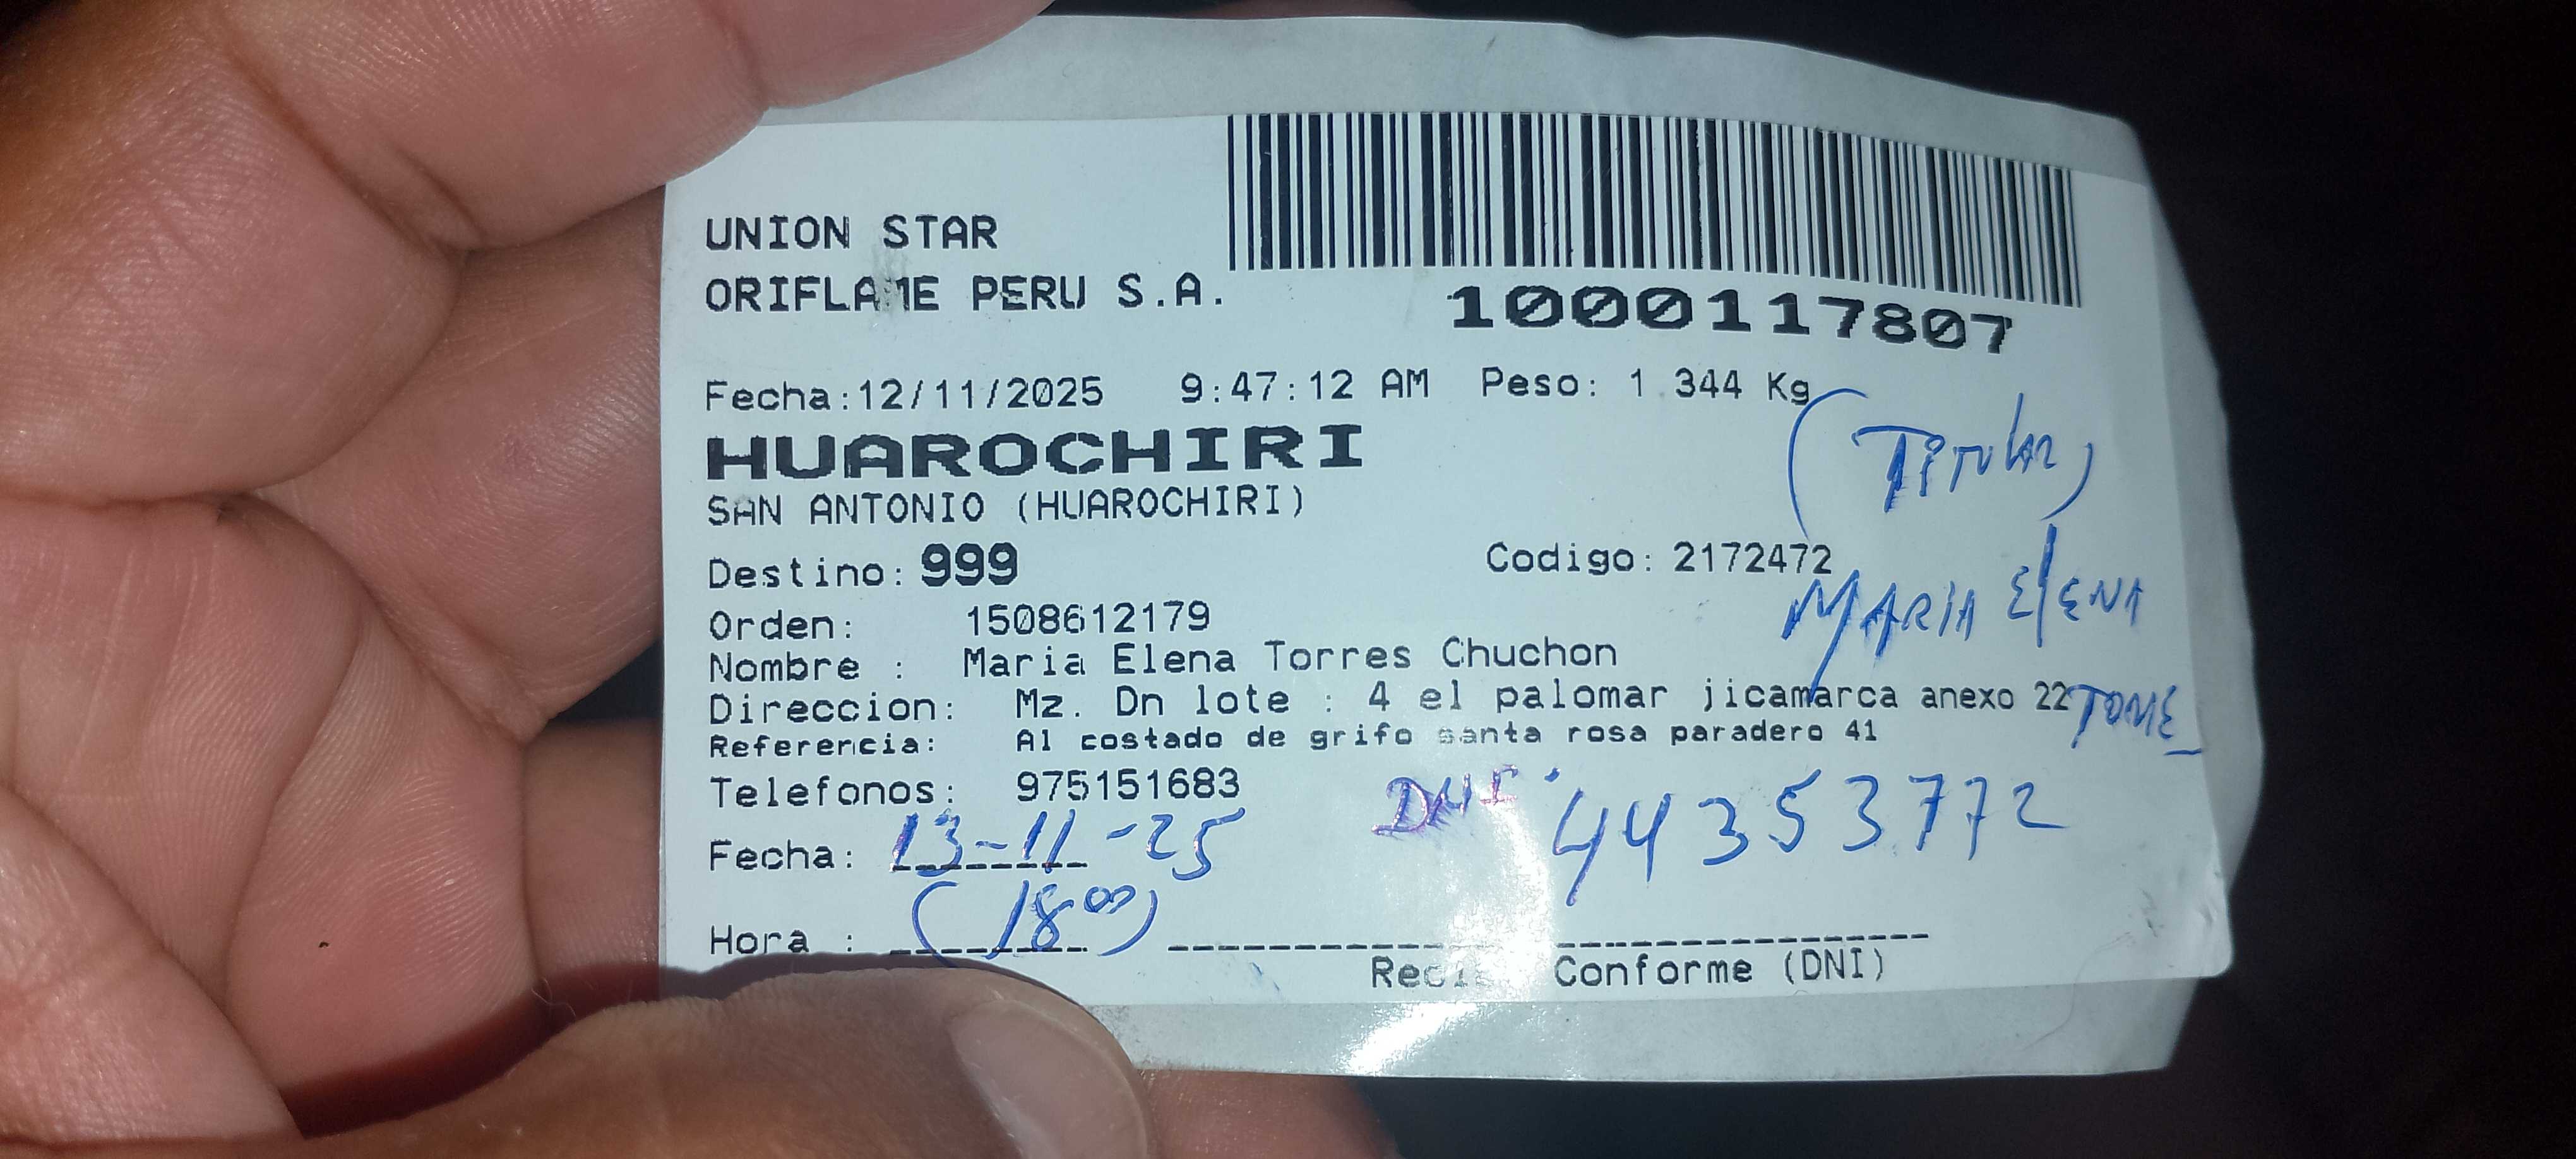 UNION STAR
ORIFLAME PERU S.A.
1000117807
Fecha:12/11/2025 9:47:12 AM Peso: 1.344 Kg
HUAROCHIRI
(Titular)
SAN ANTONIO (HUAROCHIRI)
Destino: 999 Codigo: 2172472
MARIA ElENA
Orden: 1508612179
Nombre : Maria Elena Torres Chuchon
Direccion: Mz. Dn lote : 4 el palomar jicamarca anexo 22
Referencia: Al costado de grifo santa rosa paradero 41
Telefonos: 975151683
DNI. 44353772
Fecha: 13-11-25
Hora : (18 00)
Conforme (DNI)